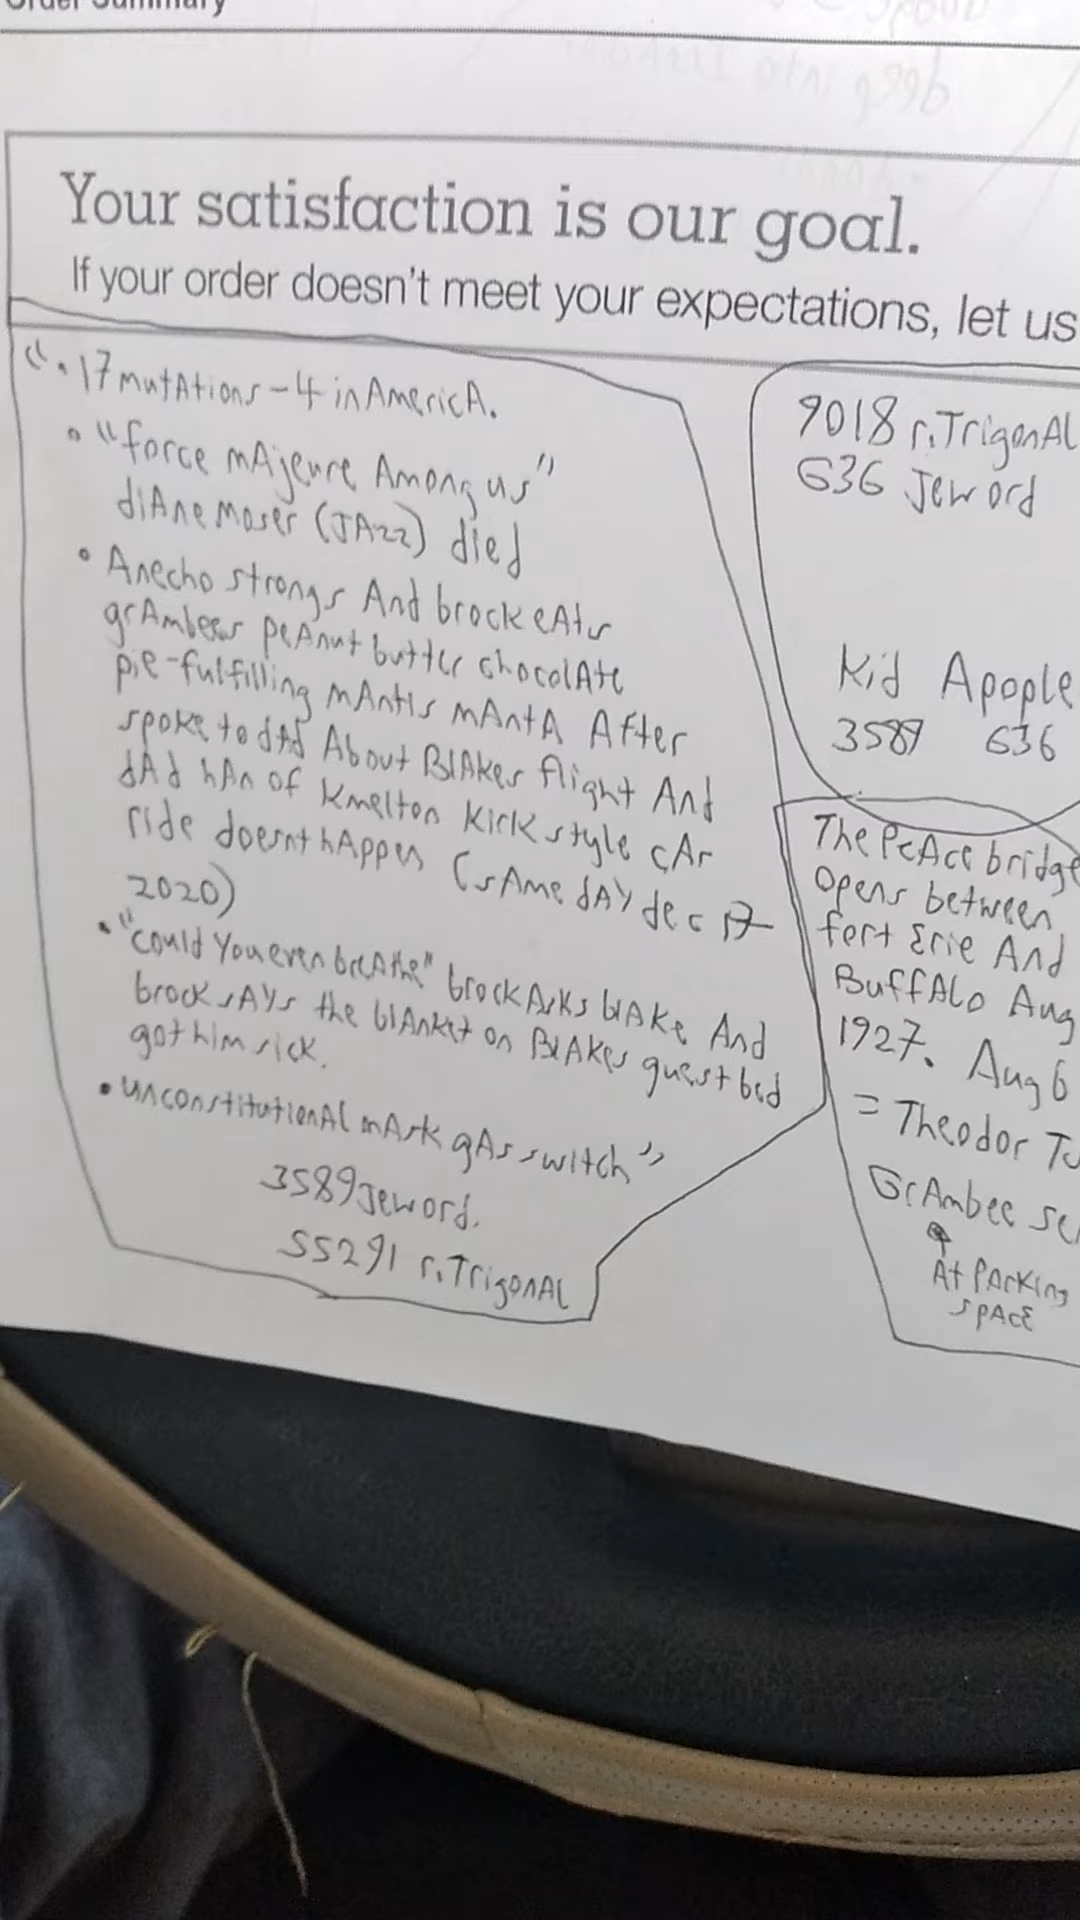 Order Summary
Your satisfaction is our goal.
If your order doesn't meet your expectations, let us
". 17 mutAtions - 4 in AmericA.
• "force mAjeure Among us"
diAne moser (JAzz) died
• Anecho strongs And brock eAts
grAmbees peAnut butter chocolAte
pie-fulfilling mAntis mAntA After
spoke to dAd About BlAkes flight And
dAd hAn of Kmelton Kirk style cAr
ride doesnt hAppen (sAme dAy dec 17
2020)
• "could You even breAthe" brock Asks blAke And
brock sAYs the blAnket on BlAkes guest bed
got him sick.
• unconstitutionAl mAsk gAs switch"
3589 Jeword.
55291 r.TrigonAl
9018 r.TrigonAl
636 Jeword
Kid Apople
3589 636
The PeAce bridge
Opens between
fort Erie And
BuffAlo Aug
1927. Aug 6
= Theodor
GrAmbee
At PArking
spAcE